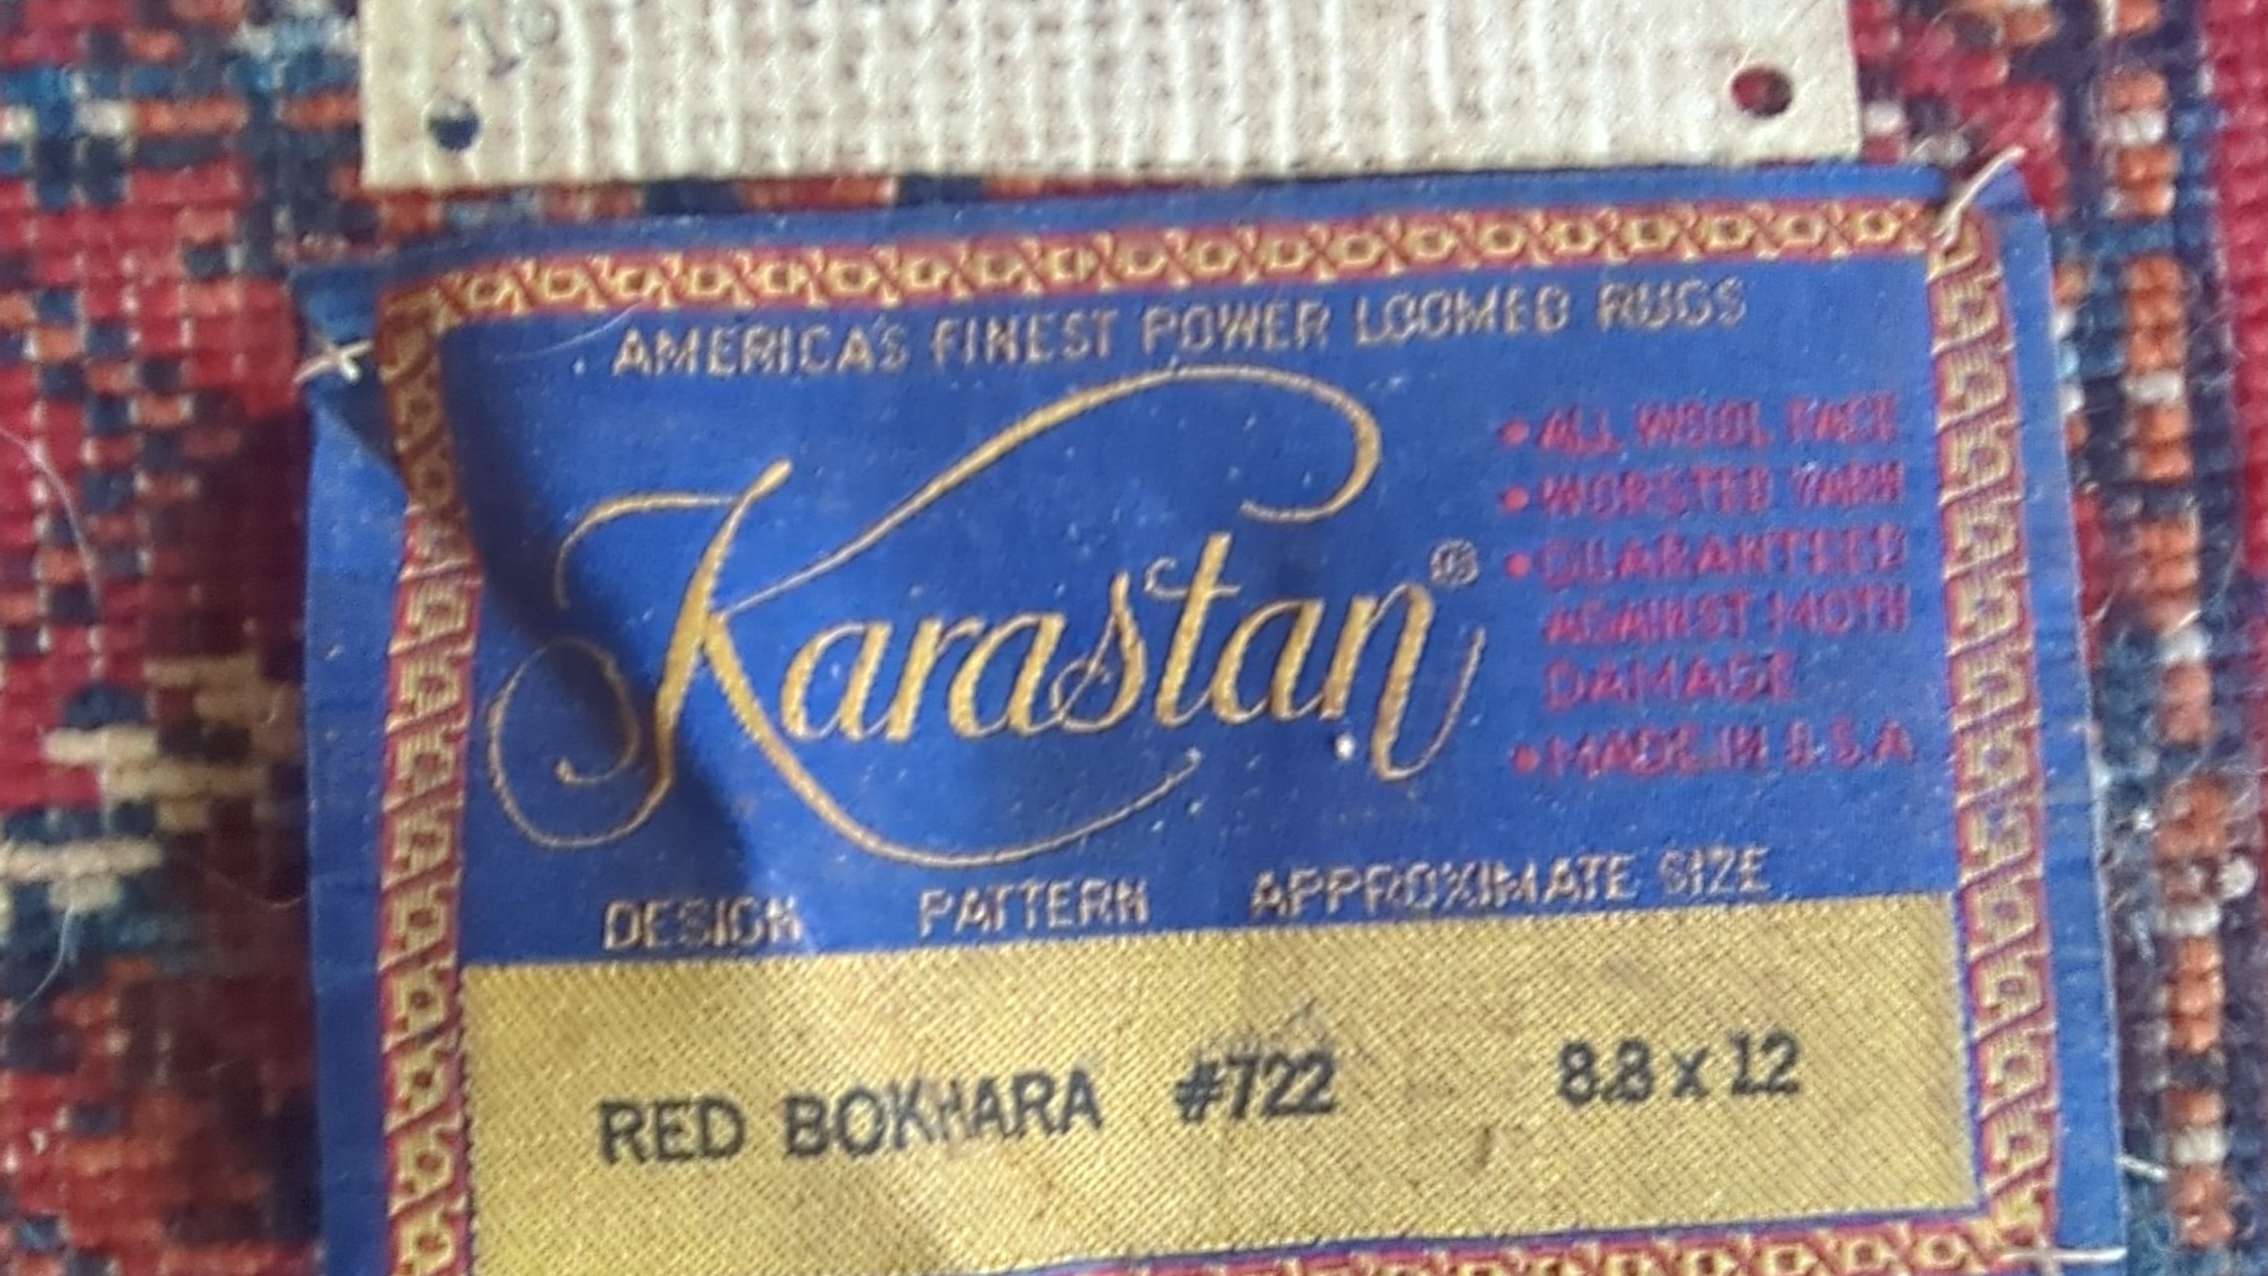 AMERICA'S FINEST POWER LOOMED RUGS
Karastan®
• ALL WOOL FACE
• WORSTED YARN
• GUARANTEED
AGAINST MOTH
DAMAGE
• MADE IN U.S.A
DESIGN PATTERN APPROXIMATE SIZE
RED BOKHARA #722 8.8 x 12